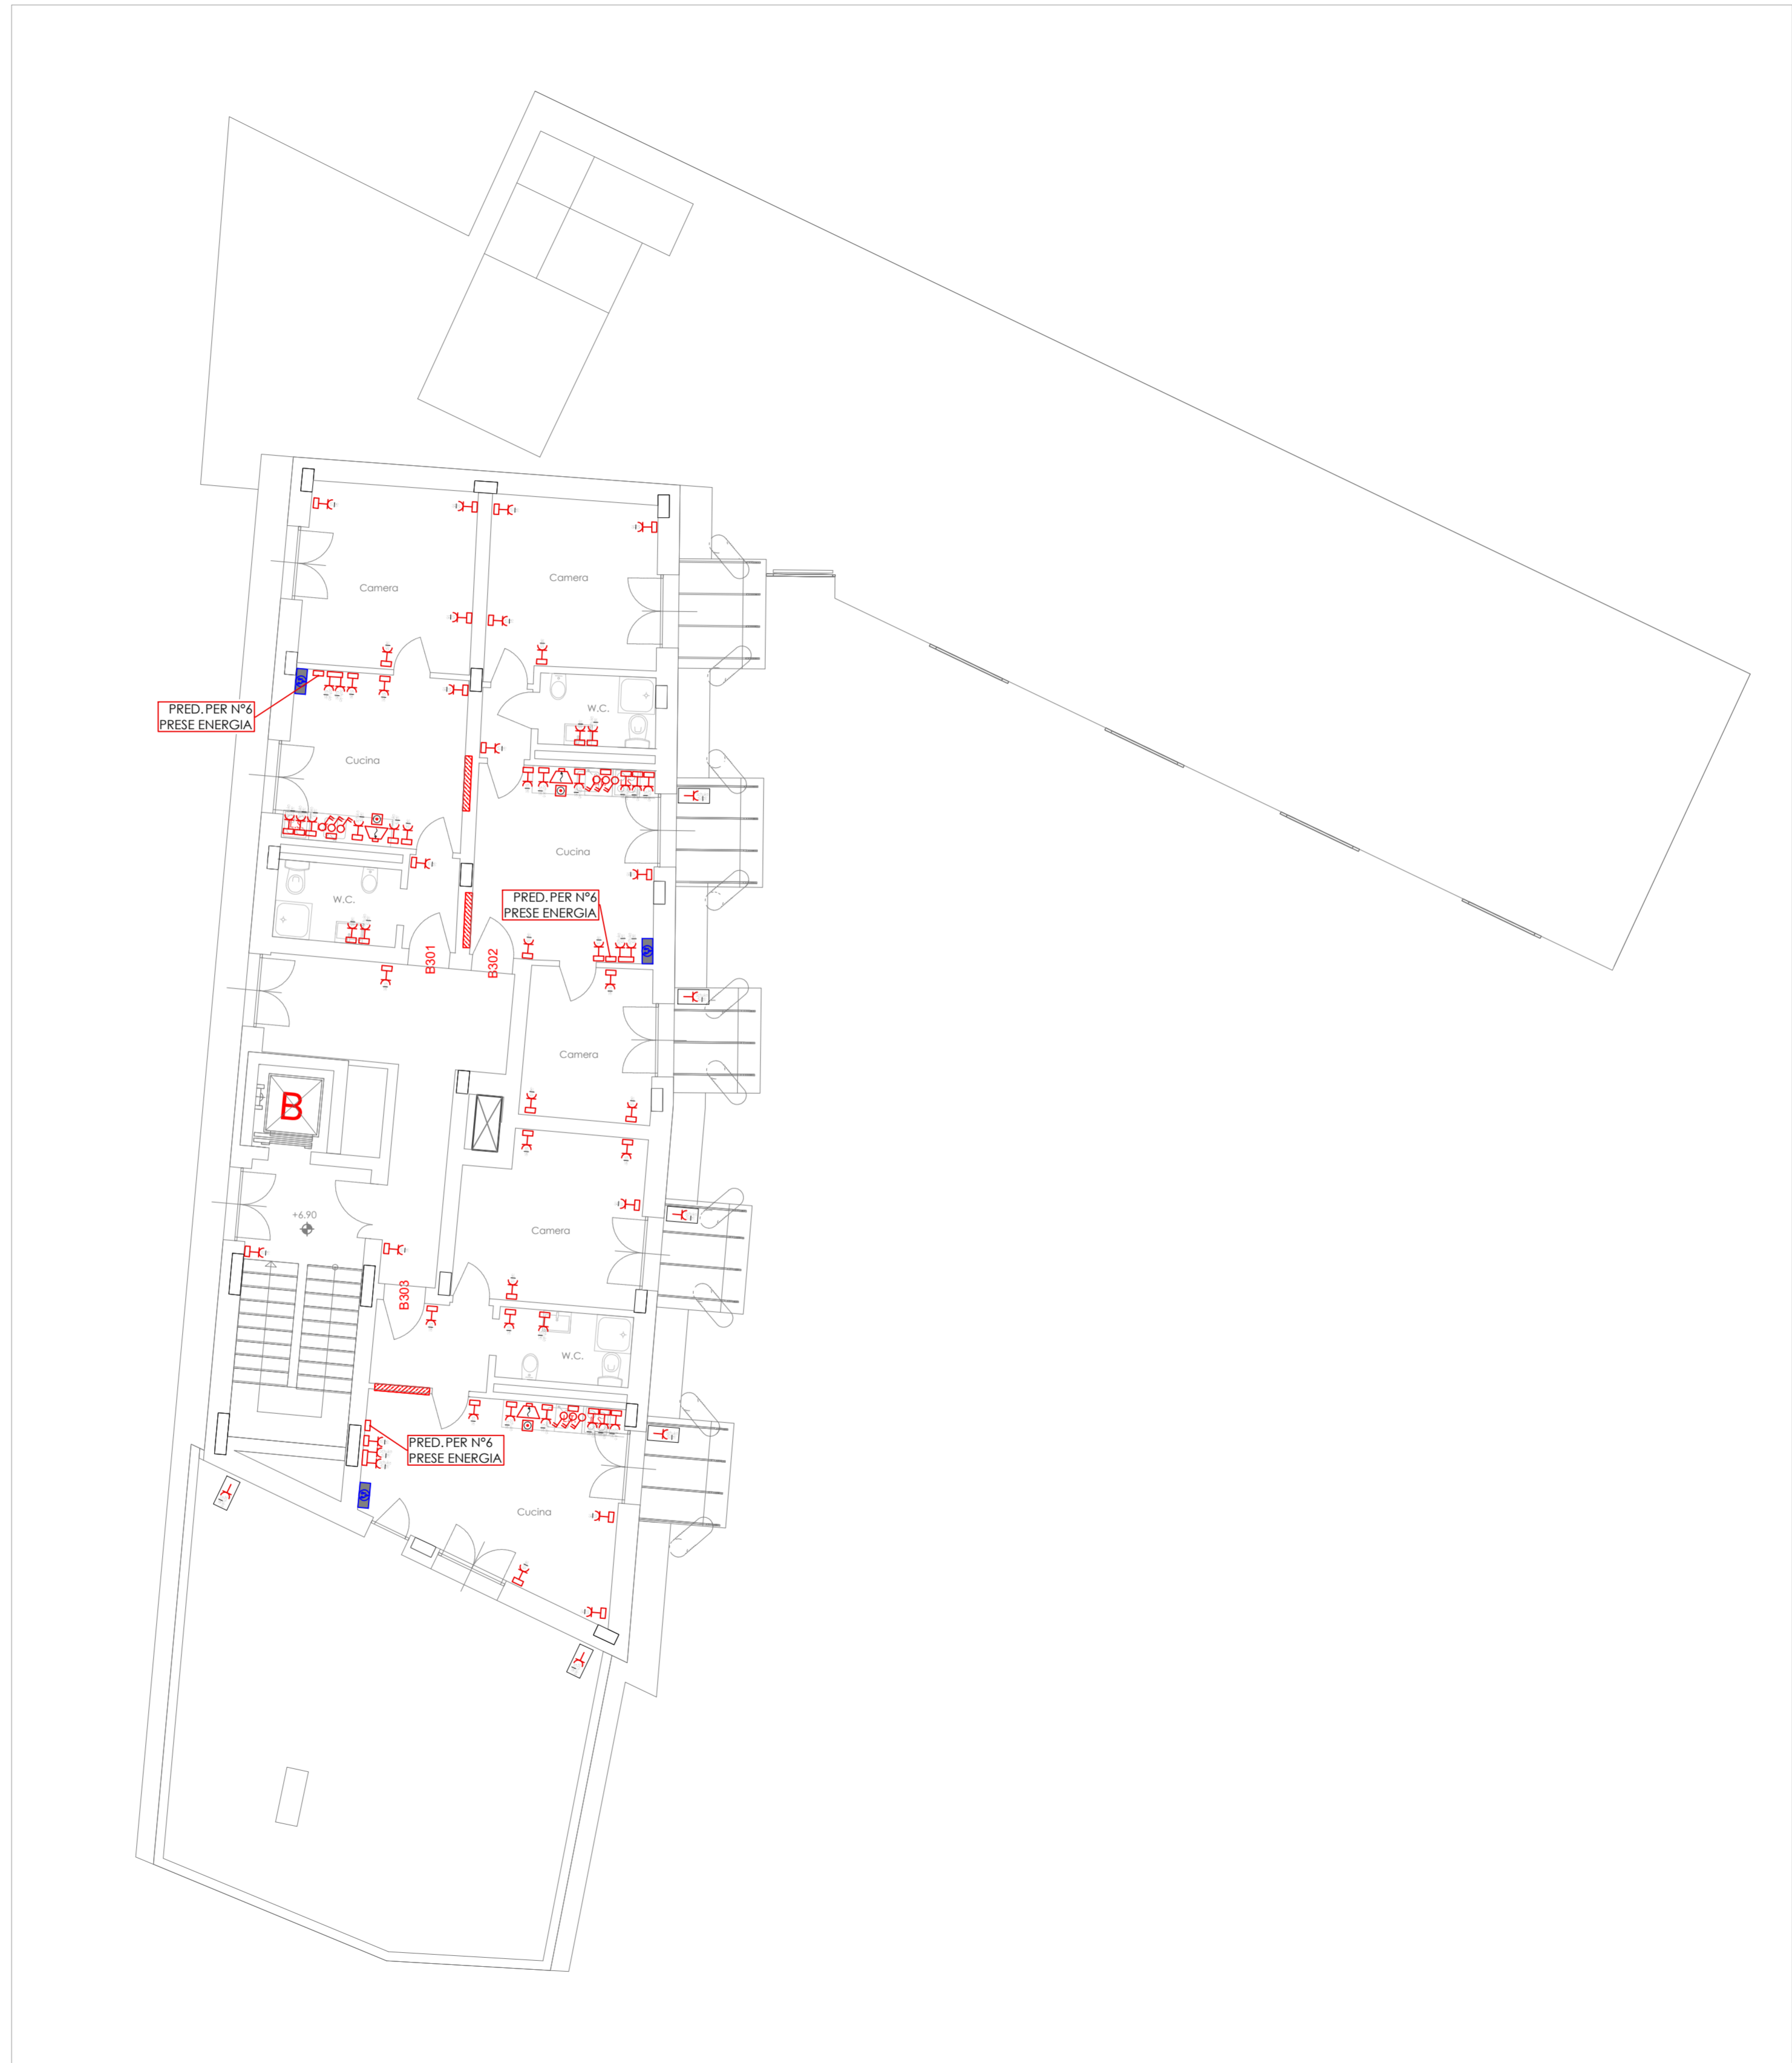 Camera
Camera
PRED. PER N°6
PRESE ENERGIA
W.C.
Cucina
Cucina
W.C.
PRED. PER N°6
PRESE ENERGIA
B301
B302
Camera
B
+6.90
Camera
B303
W.C.
PRED. PER N°6
PRESE ENERGIA
Cucina